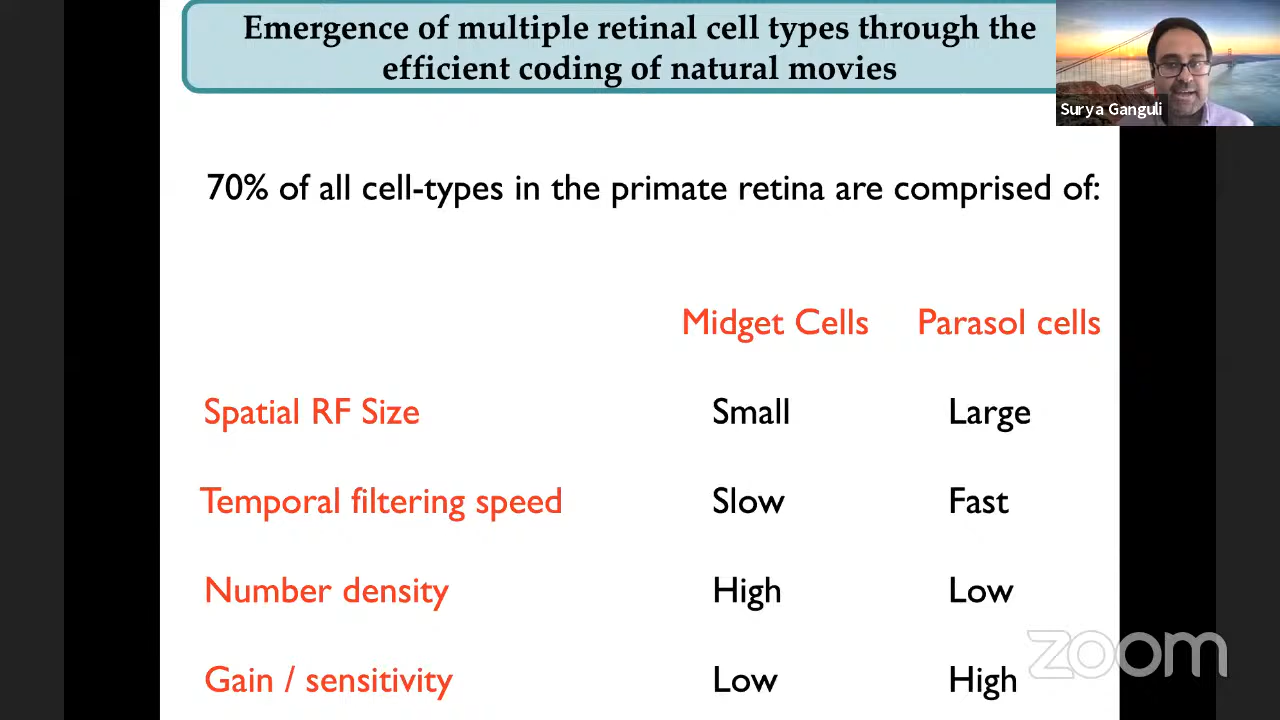 Emergence of multiple retinal cell types through the
efficient coding of natural movies
Surya Ganguli
70% of all cell-types in the primate retina are comprised of:
Midget Cells Parasol cells
Spatial RF Size Small Large
Temporal filtering speed Slow Fast
Number density High Low
Gain / sensitivity Low High
zoom